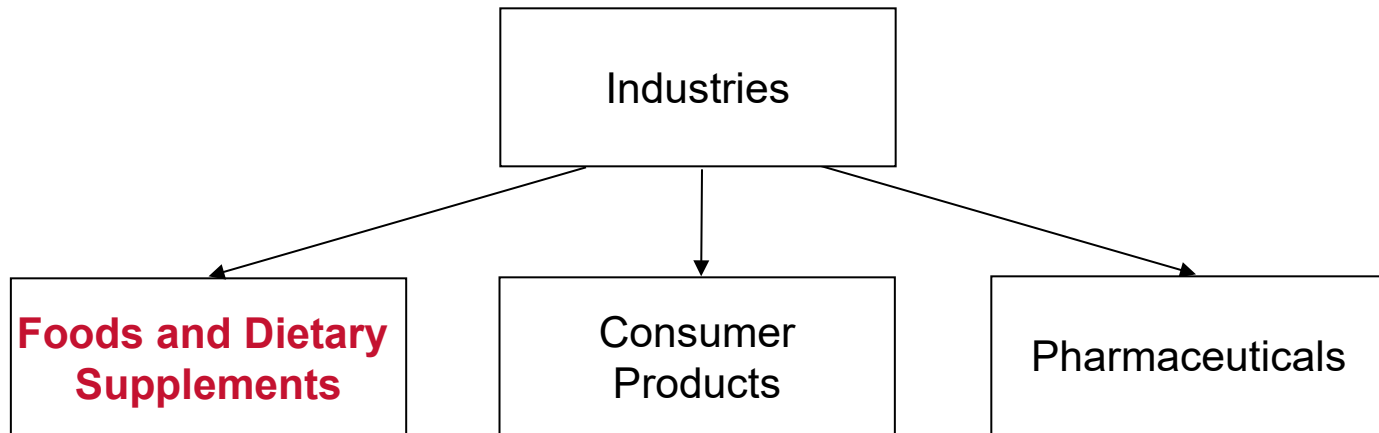 Industries
Foods and Dietary
Supplements
Consumer
Products
Pharmaceuticals